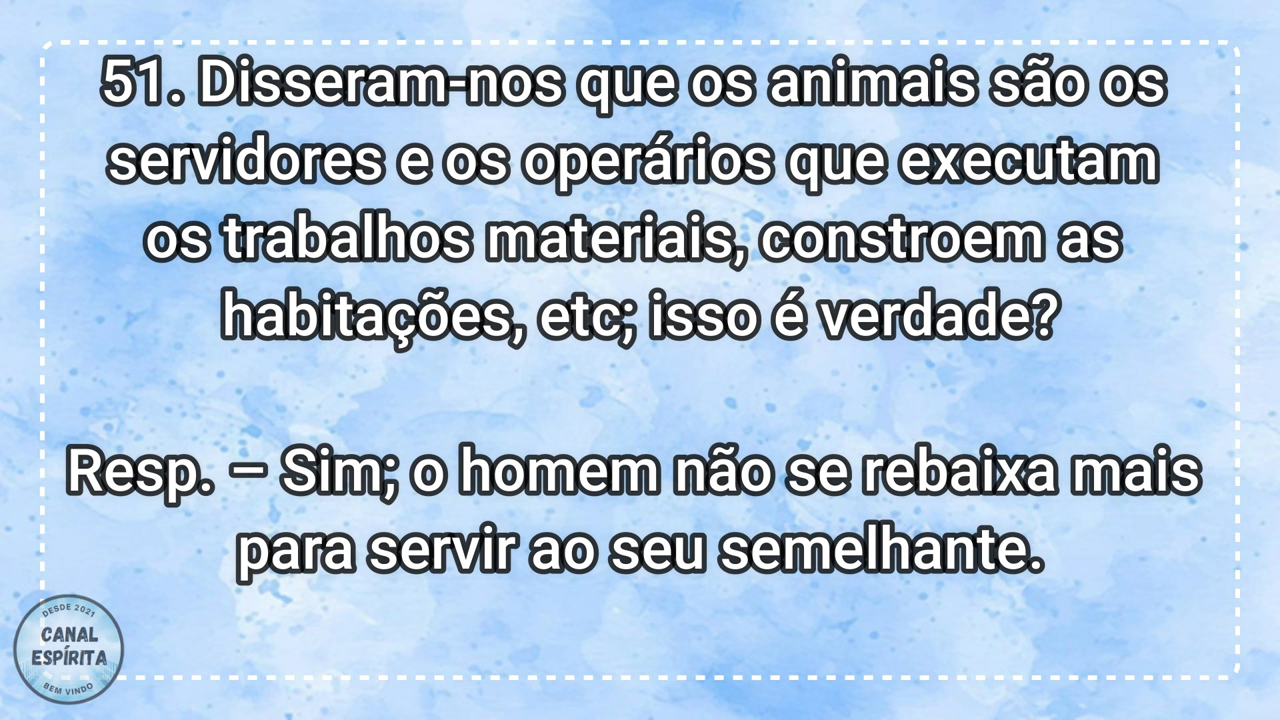 51. Disseram-nos que os animais são os
servidores e os operários que executam
os trabalhos materiais, constroem as
habitações, etc; isso é verdade?
Resp. – Sim; o homem não se rebaixa mais
para servir ao seu semelhante.
DESDE 2021
CANAL
ESPÍRITA
BEM VINDO